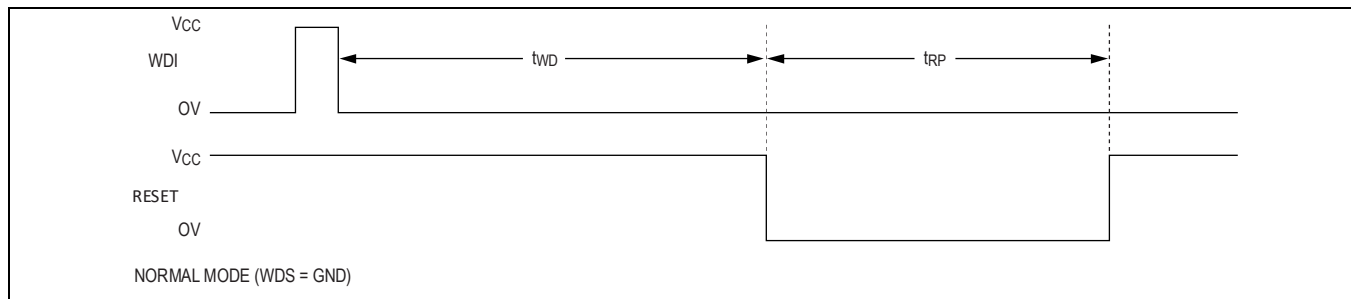 VCC
WDI
tWD
tRP
OV
VCC
RESET
OV
NORMAL MODE (WDS = GND)